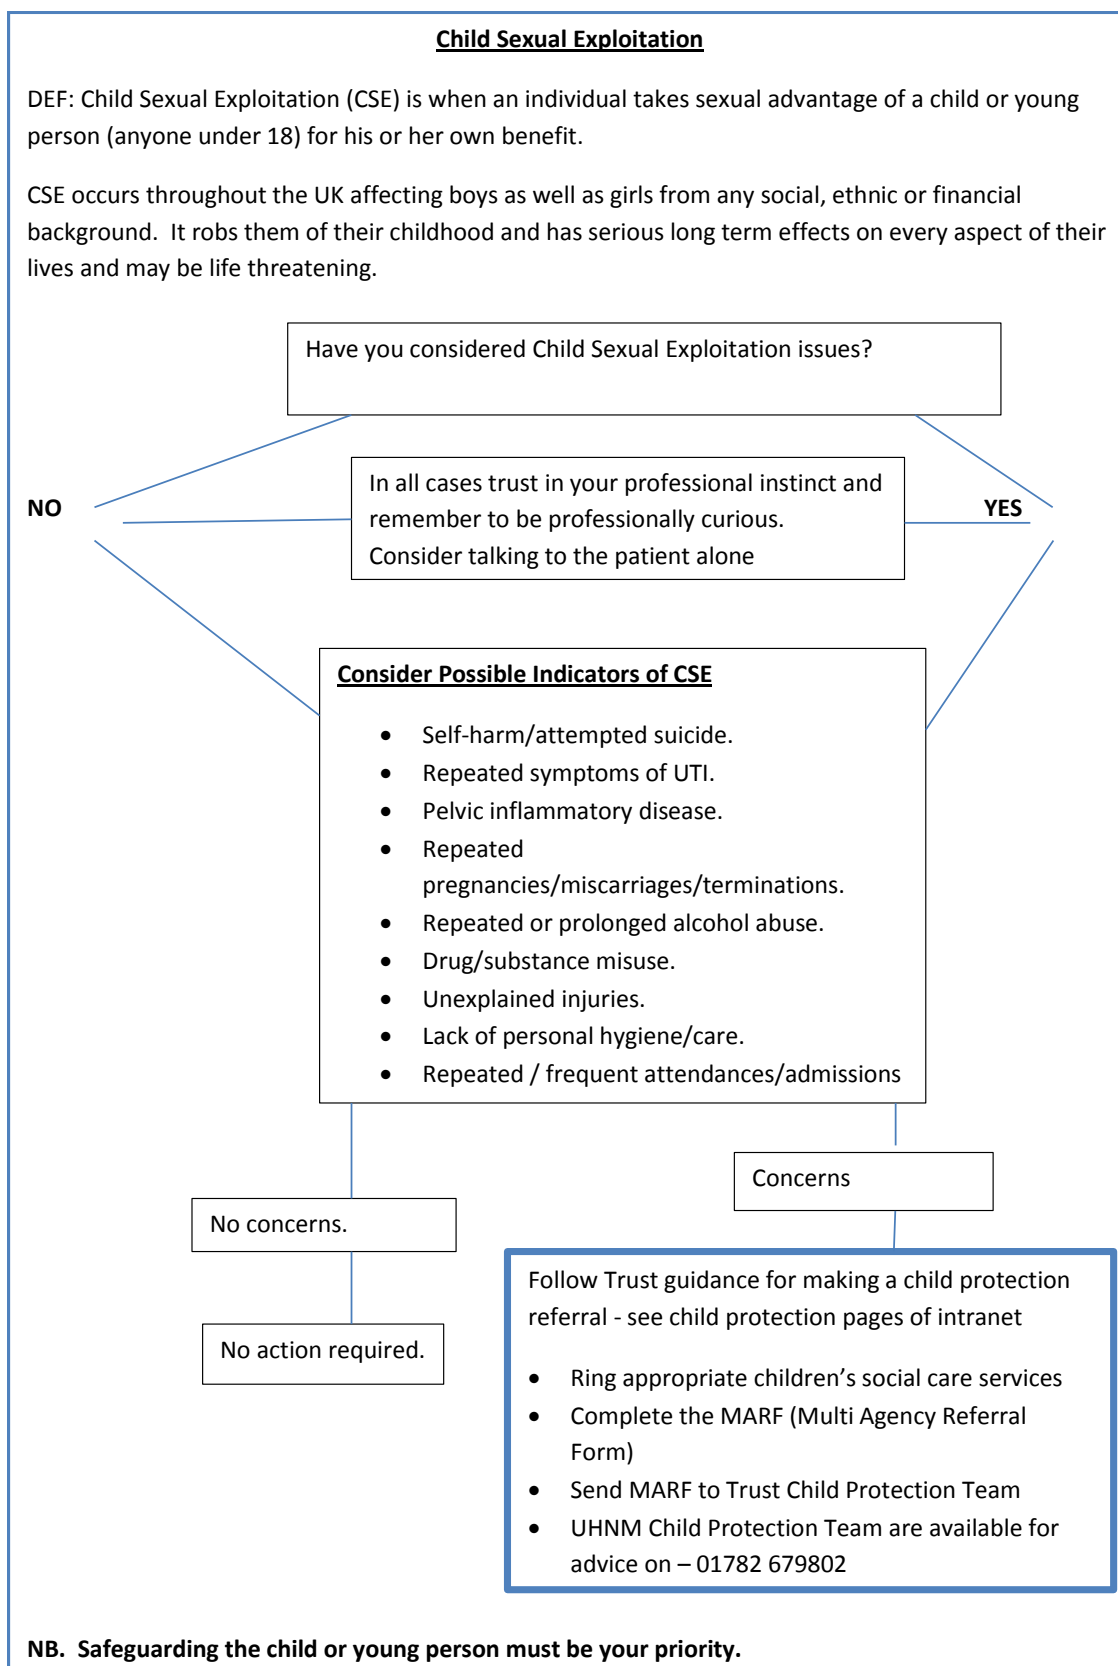 Child Sexual Exploitation
DEF: Child Sexual Exploitation (CSE) is when an individual takes sexual advantage of a child or young
person (anyone under 18) for his or her own benefit.
CSE occurs throughout the UK affecting boys as well as girls from any social, ethnic or financial
background.  It robs them of their childhood and has serious long term effects on every aspect of their
lives and may be life threatening.
Have you considered Child Sexual Exploitation issues?
NO
In all cases trust in your professional instinct and
remember to be professionally curious.
Consider talking to the patient alone
YES
Consider Possible Indicators of CSE
• Self-harm/attempted suicide.
• Repeated symptoms of UTI.
• Pelvic inflammatory disease.
• Repeated
pregnancies/miscarriages/terminations.
• Repeated or prolonged alcohol abuse.
• Drug/substance misuse.
• Unexplained injuries.
• Lack of personal hygiene/care.
• Repeated / frequent attendances/admissions
No concerns.
No action required.
Concerns
Follow Trust guidance for making a child protection
referral - see child protection pages of intranet
• Ring appropriate children’s social care services
• Complete the MARF (Multi Agency Referral
Form)
• Send MARF to Trust Child Protection Team
• UHNM Child Protection Team are available for
advice on – 01782 679802
NB.  Safeguarding the child or young person must be your priority.